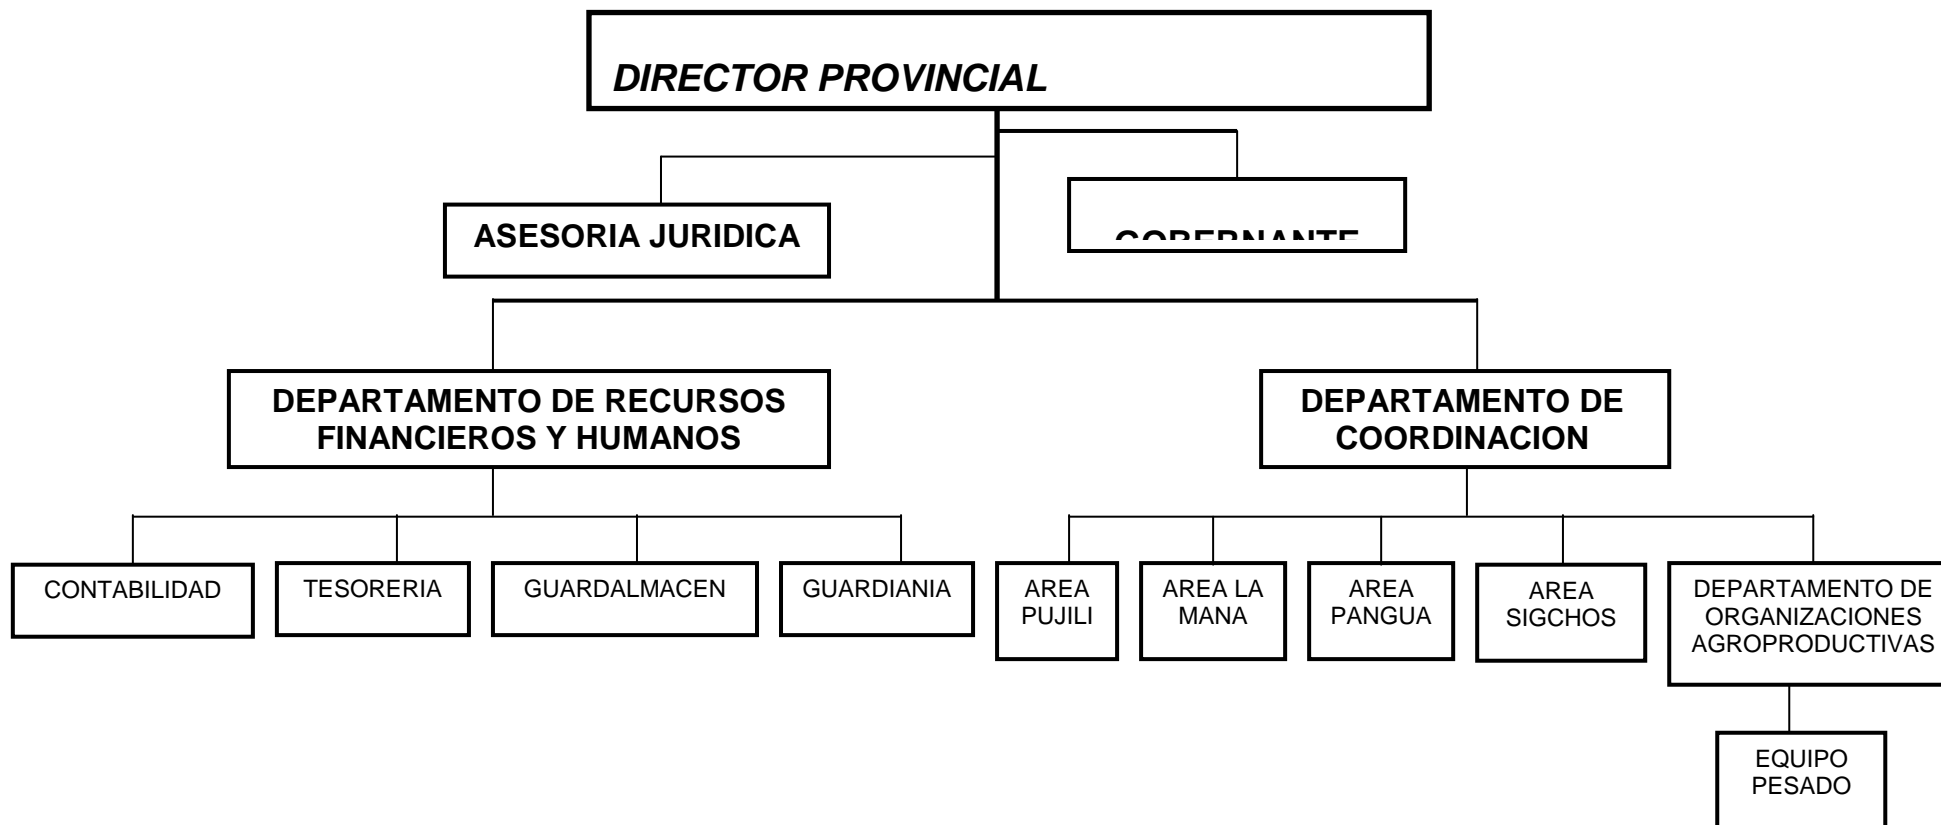 DIRECTOR PROVINCIAL
ASESORIA JURIDICA
GOBERNANTE
DEPARTAMENTO DE RECURSOS
FINANCIEROS Y HUMANOS
DEPARTAMENTO DE
COORDINACION
CONTABILIDAD
TESORERIA
GUARDALMACEN
GUARDIANIA
AREA
PUJILI
AREA LA
MANA
AREA
PANGUA
AREA
SIGCHOS
DEPARTAMENTO DE
ORGANIZACIONES
AGROPRODUCTIVAS
EQUIPO
PESADO